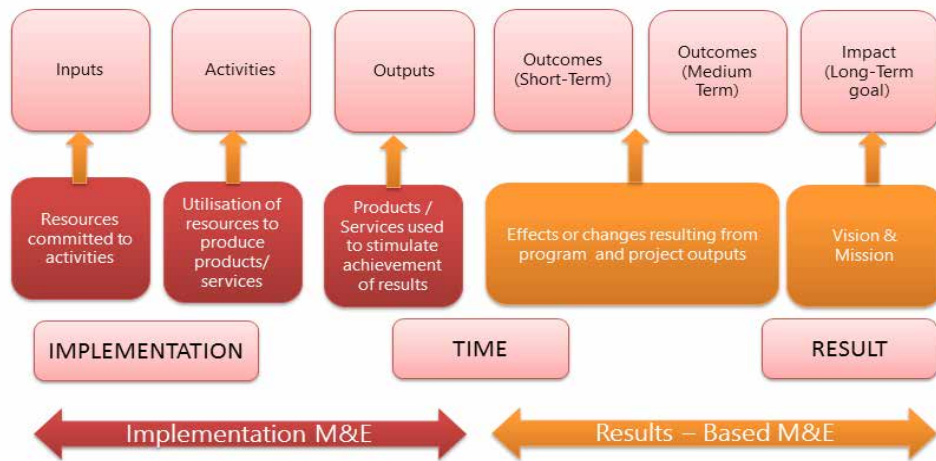 Inputs
Activities
Outputs
Outcomes
(Short-Term)
Outcomes
(Medium
Term)
Impact
(Long-Term
goal)
Resources
committed to
activities
Utilisation of
resources to
produce
products/
services
Products /
Services used
to stimulate
achievement
of results
Effects or changes resulting from
program and project outputs
Vision &
Mission
IMPLEMENTATION
TIME
RESULT
Implementation M&E
Results – Based M&E